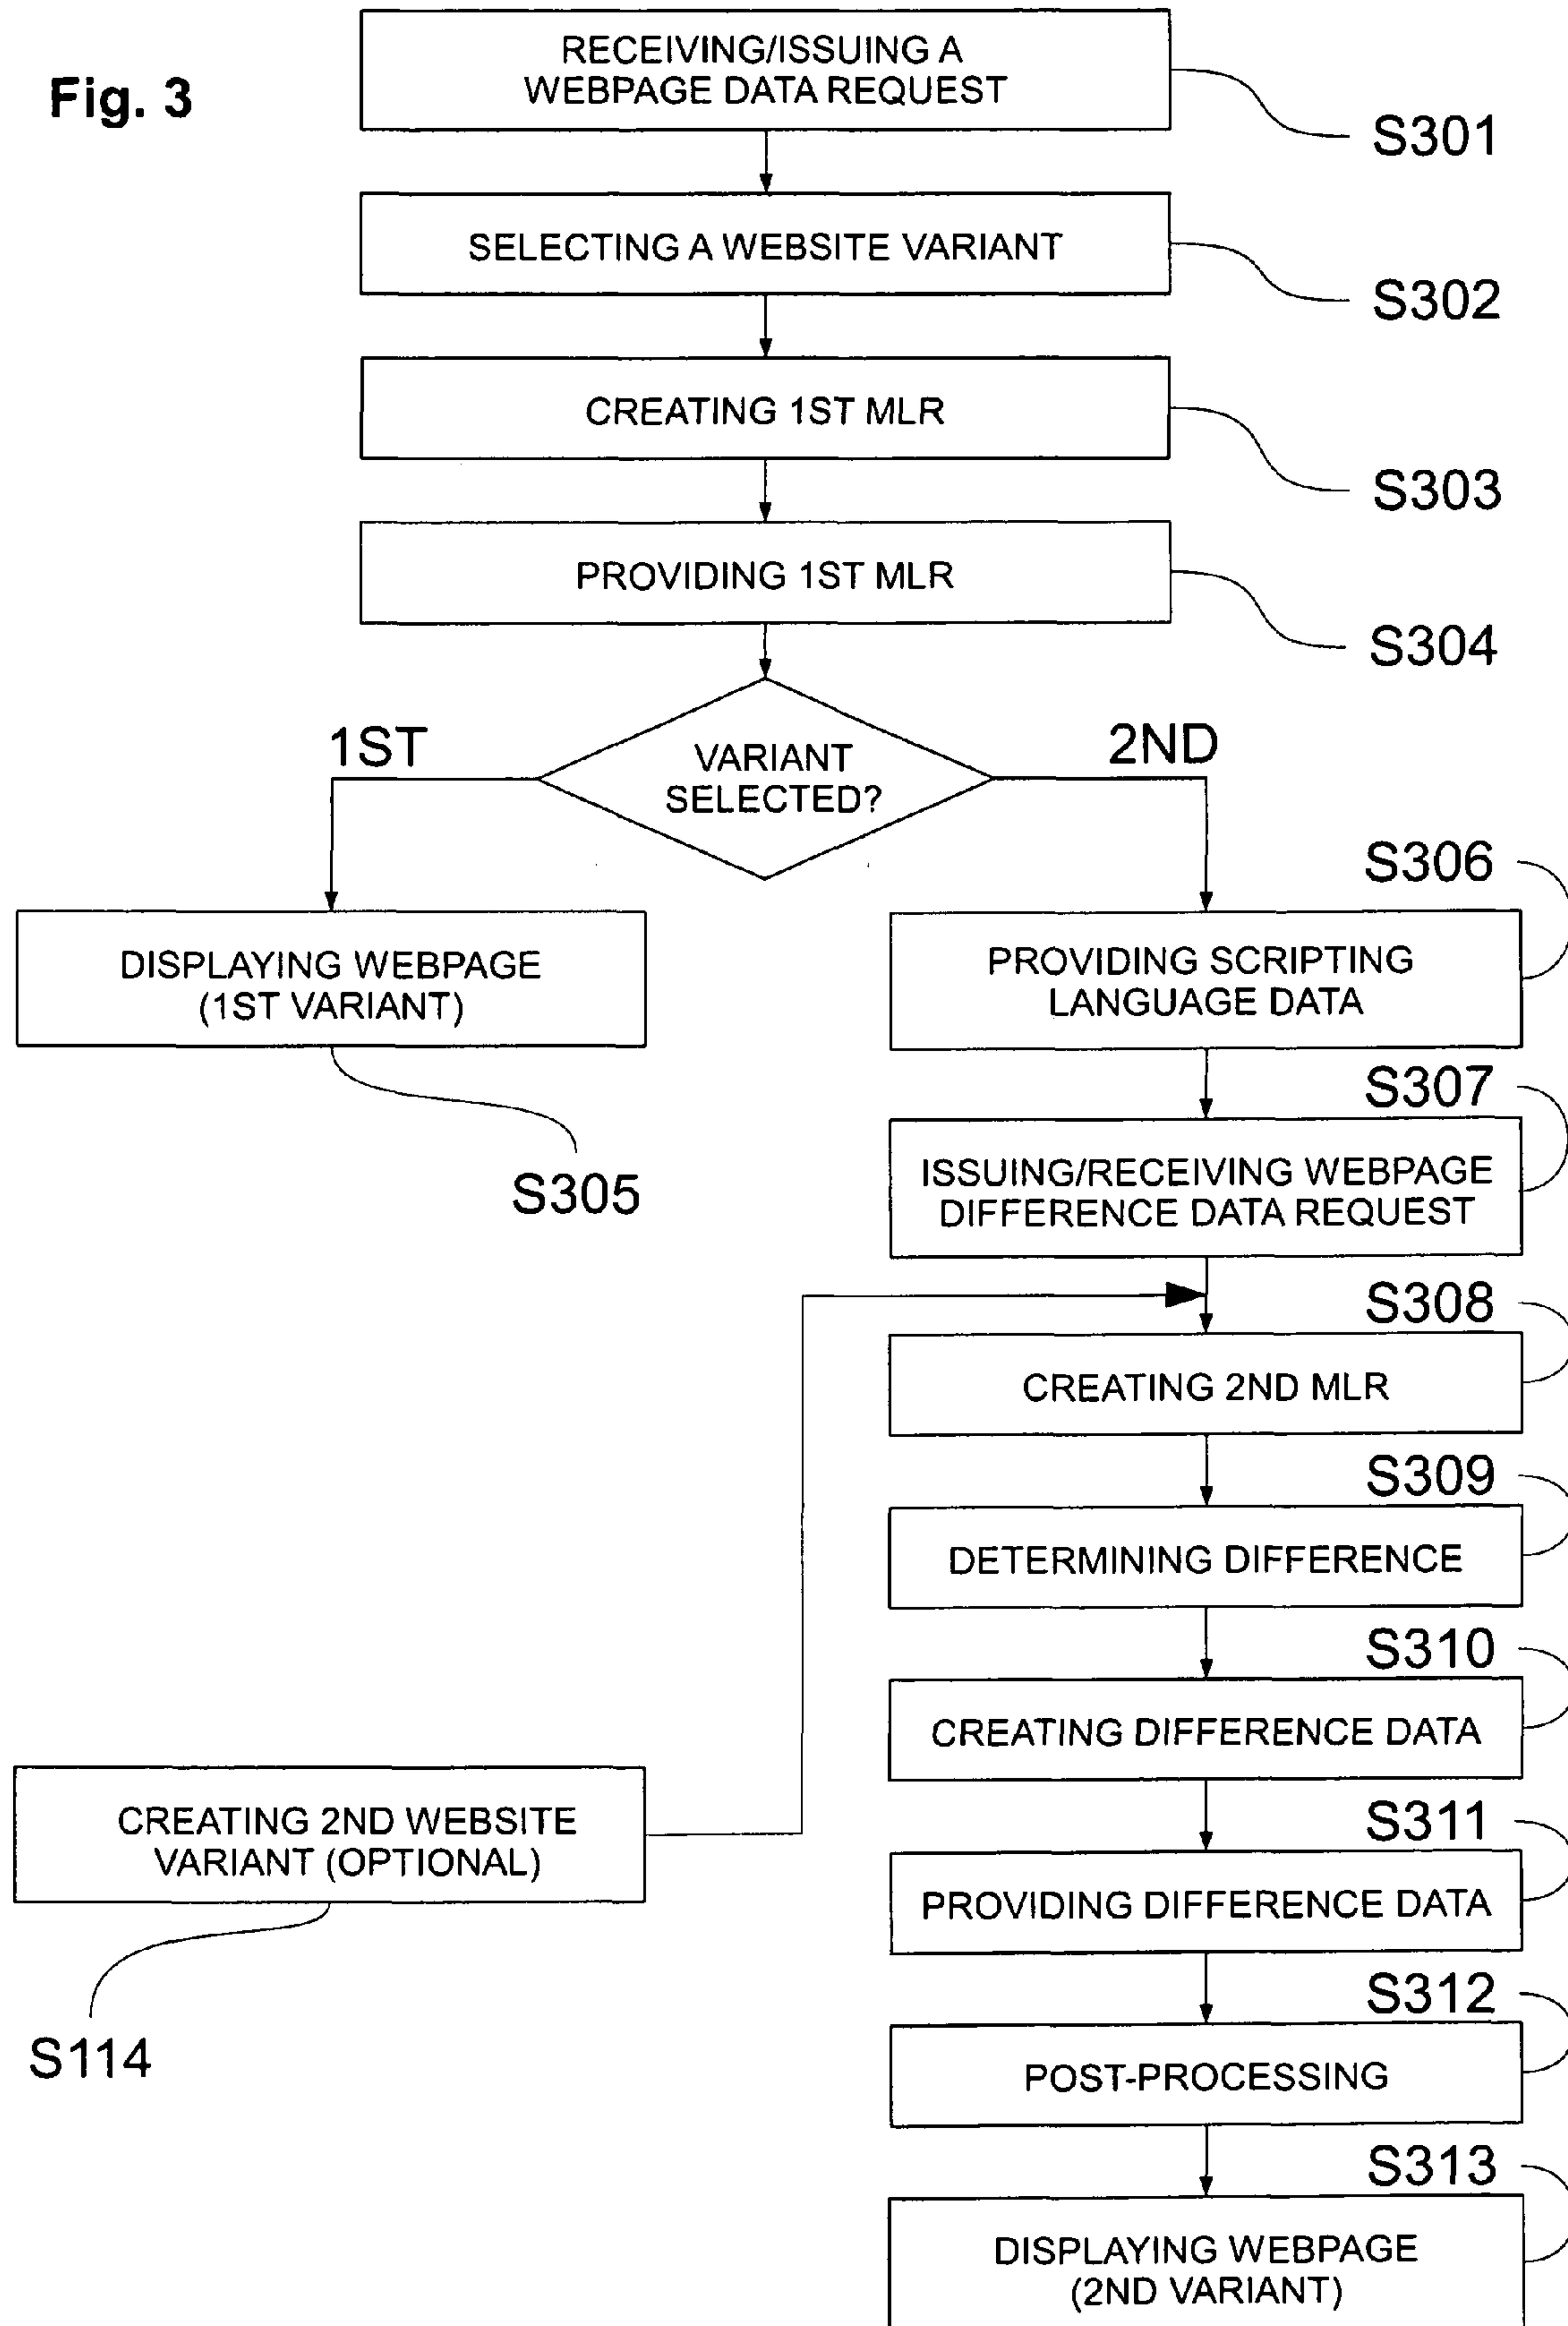 Fig. 3
RECEIVING/ISSUING A
WEBPAGE DATA REQUEST
S301
SELECTING A WEBSITE VARIANT
S302
CREATING 1ST MLR
S303
PROVIDING 1ST MLR
S304
VARIANT
SELECTED?
1ST
2ND
DISPLAYING WEBPAGE
(1ST VARIANT)
S305
S306
PROVIDING SCRIPTING
LANGUAGE DATA
S307
ISSUING/RECEIVING WEBPAGE
DIFFERENCE DATA REQUEST
S308
CREATING 2ND MLR
S309
DETERMINING DIFFERENCE
S310
CREATING DIFFERENCE DATA
CREATING 2ND WEBSITE
VARIANT (OPTIONAL)
S114
S311
PROVIDING DIFFERENCE DATA
S312
POST-PROCESSING
S313
DISPLAYING WEBPAGE
(2ND VARIANT)